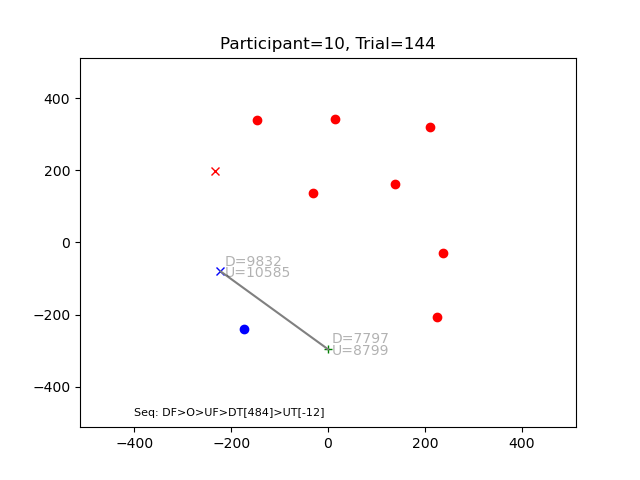 Participant=10, Trial=144
400
200
0
−200
−400
D=9832
U=10585
D=7797
U=8799
Seq: DF>O>UF>DT[484]>UT[-12]
−400
−200
0
200
400